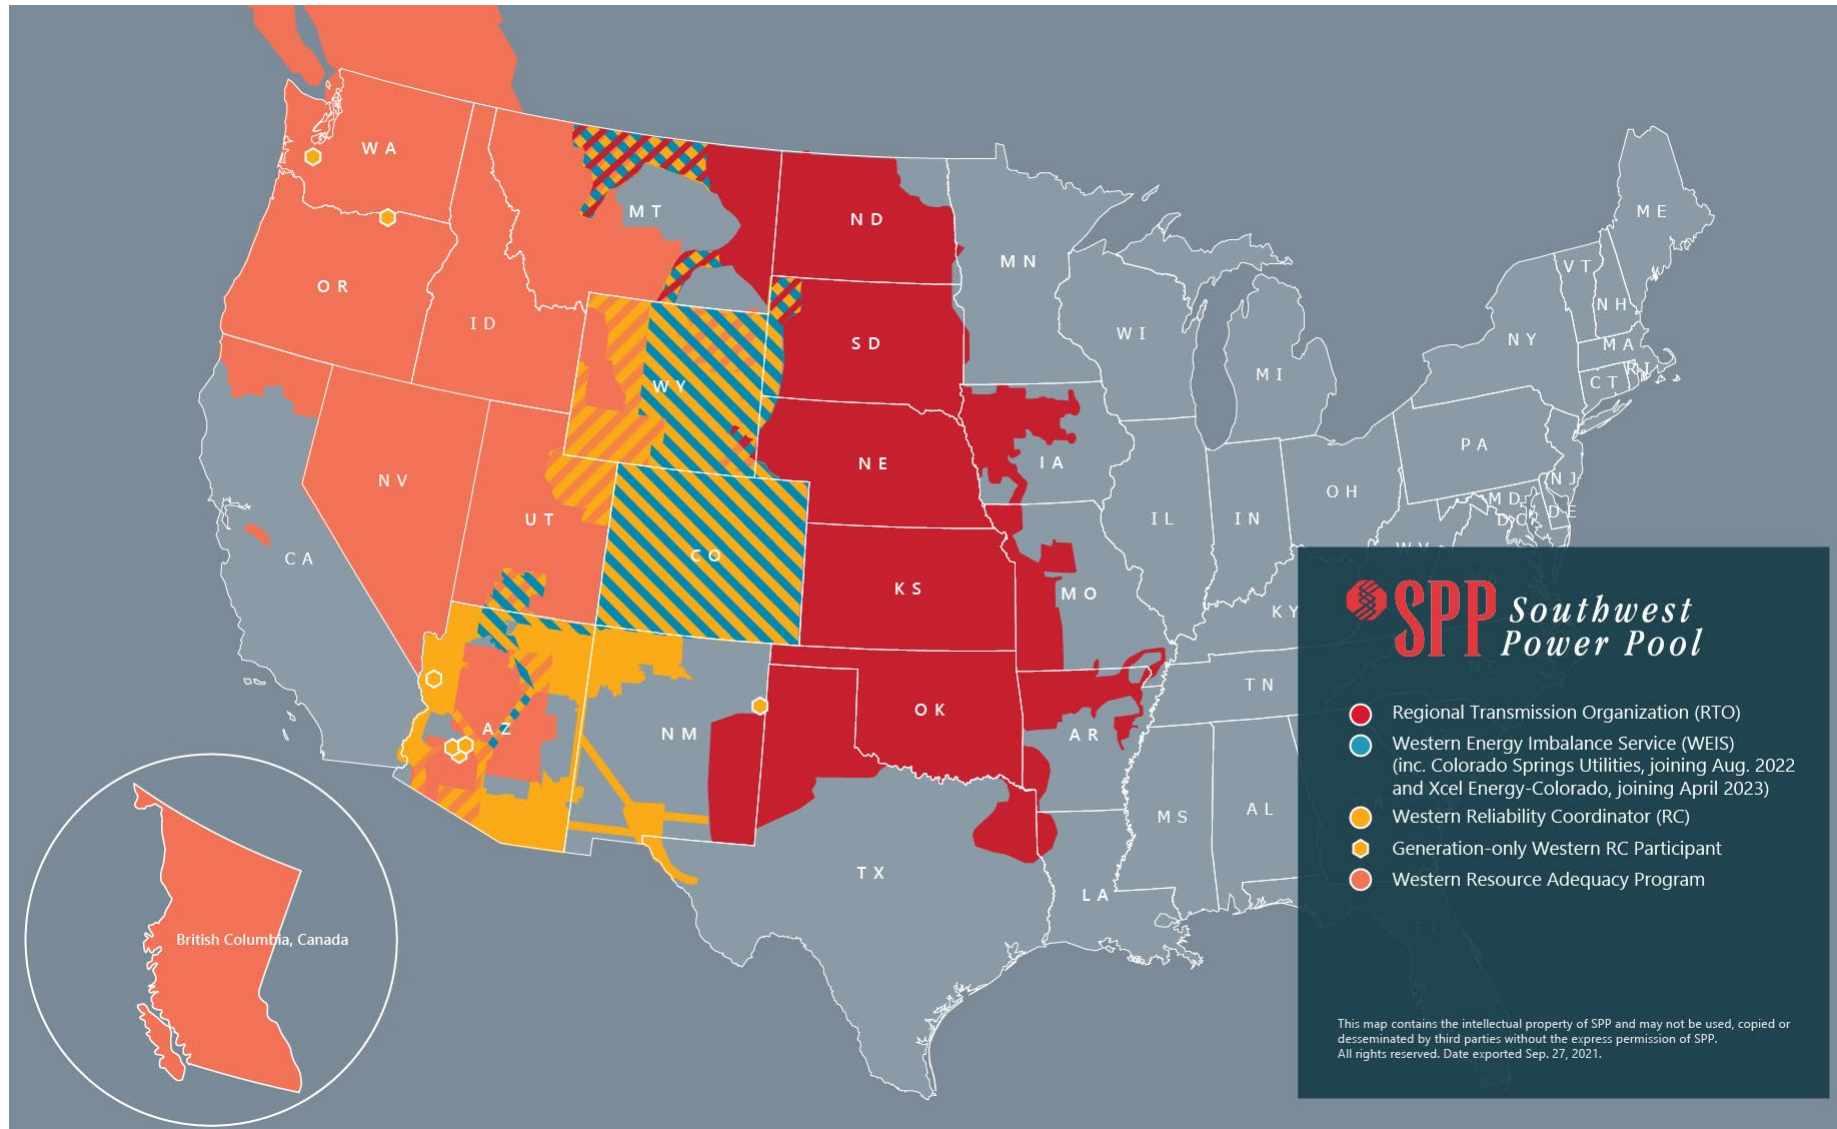 WA
MT
ND
MN
ME
VT
NH
OR
ID
SD
WI
NY
MA
RI
CT
MI
WY
NE
IA
PA
NJ
NV
UT
OH
MD
DE
DC
CA
CO
KS
MO
IL
IN
WV
KY
SPP Southwest
Power Pool
NC
TN
AZ
NM
OK
AR
Regional Transmission Organization (RTO)
Western Energy Imbalance Service (WEIS)
(inc. Colorado Springs Utilities, joining Aug. 2022
and Xcel Energy-Colorado, joining April 2023)
Western Reliability Coordinator (RC)
Generation-only Western RC Participant
Western Resource Adequacy Program
MS
AL
GA
TX
LA
FL
British Columbia, Canada
This map contains the intellectual property of SPP and may not be used, copied or
desseminated by third parties without the express permission of SPP.
All rights reserved. Date exported Sep. 27, 2021.